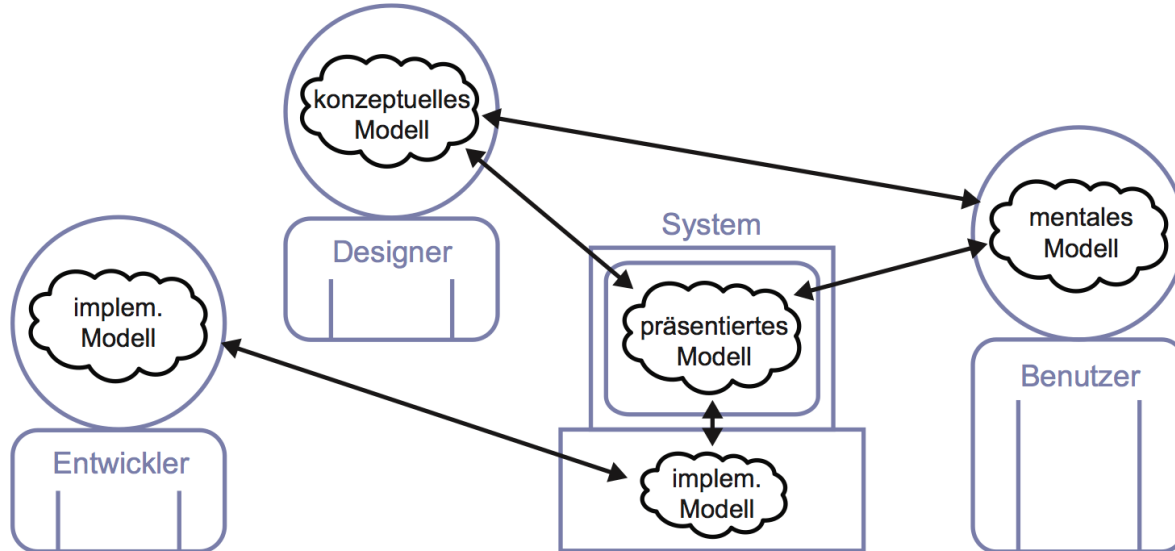 konzeptuelles
Modell
Designer
System
mentales
Modell
Benutzer
implem.
Modell
Entwickler
präsentiertes
Modell
implem.
Modell